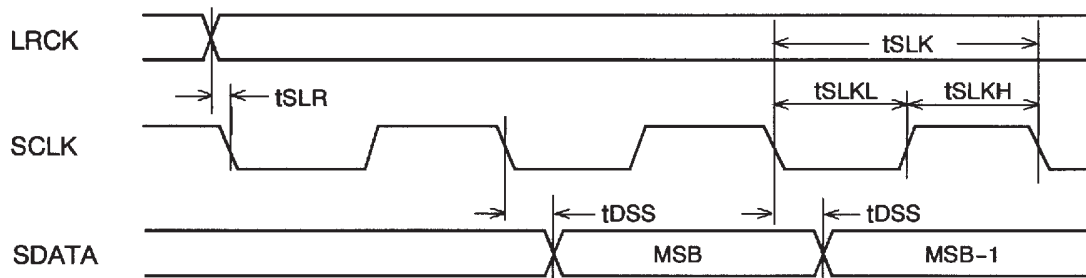 LRCK
tSLK
tSLR
tSLKL
tSLKH
SCLK
tDSS
tDSS
SDATA
MSB
MSB-1